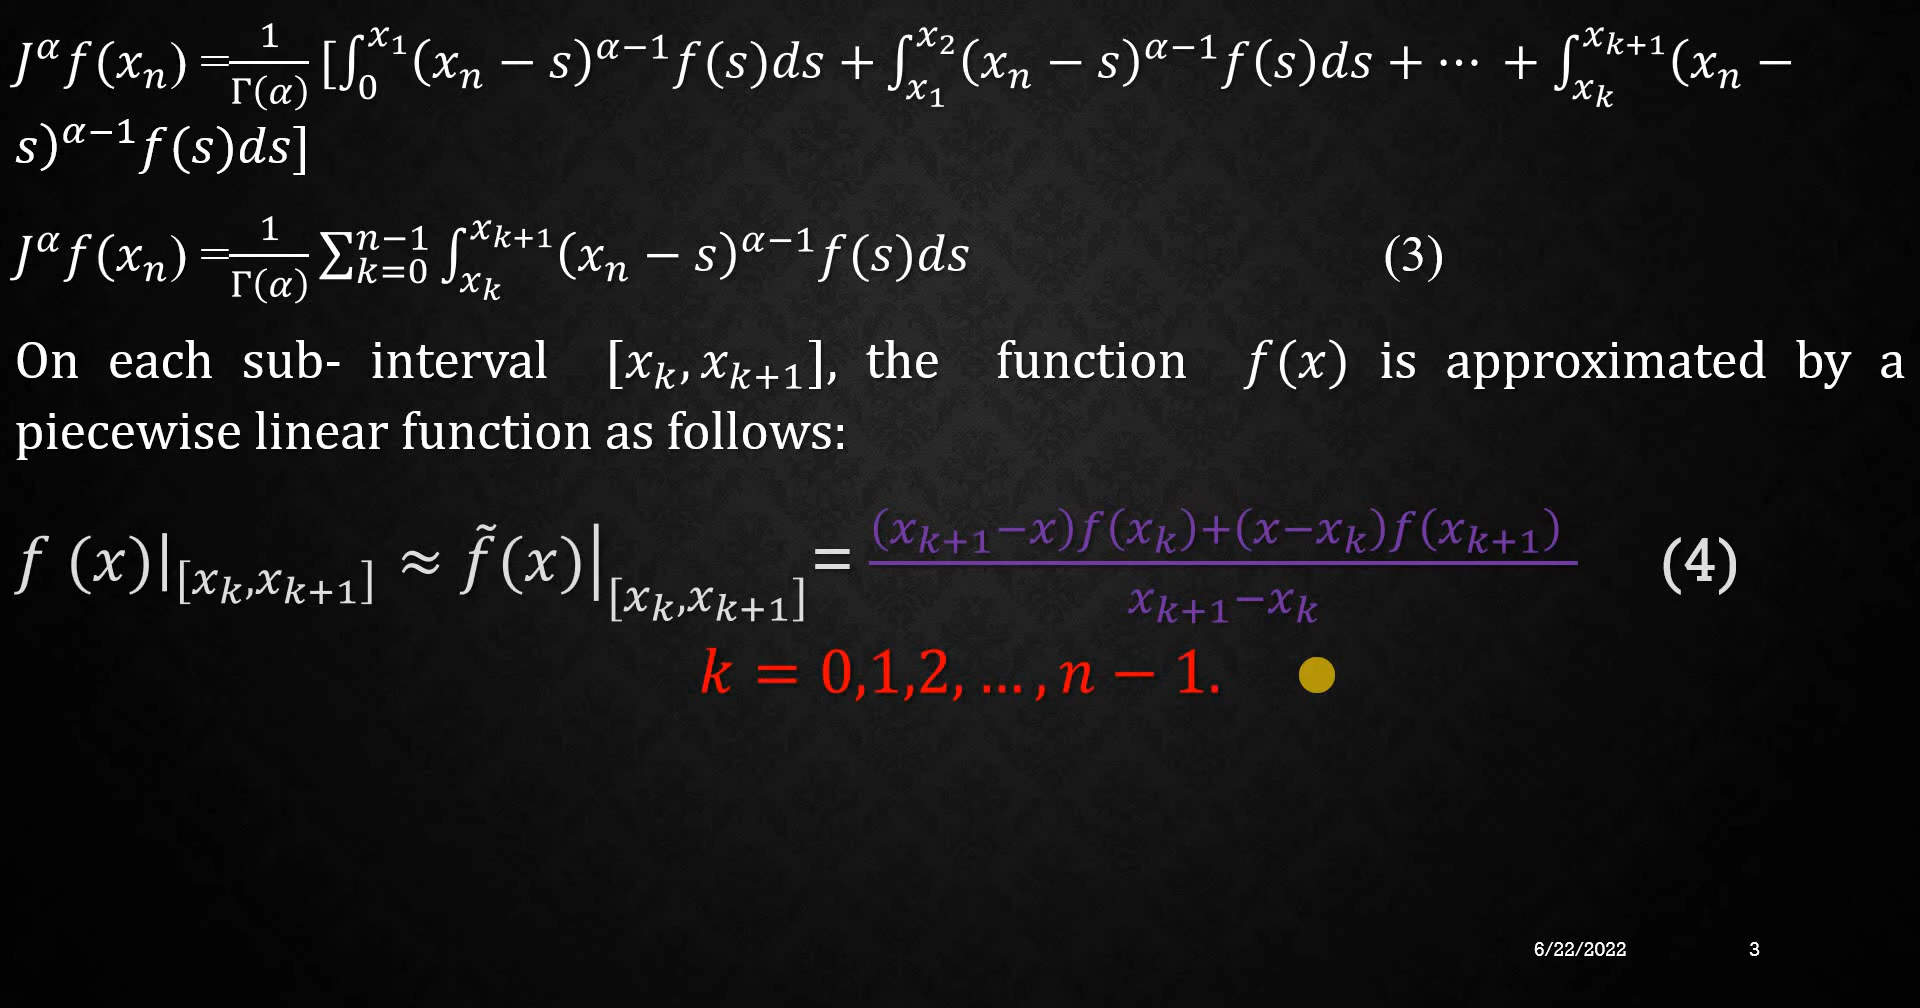 J^α f(x_n) = 1/Γ(α) [∫_0^{x_1} (x_n − s)^{α−1} f(s)ds + ∫_{x_1}^{x_2} (x_n − s)^{α−1} f(s)ds + ⋯ + ∫_{x_k}^{x_{k+1}} (x_n −
s)^{α−1} f(s)ds]
J^α f(x_n) = 1/Γ(α) ∑_{k=0}^{n−1} ∫_{x_k}^{x_{k+1}} (x_n − s)^{α−1} f(s)ds (3)
On each sub- interval [x_k, x_{k+1}], the function f(x) is approximated by a
piecewise linear function as follows:
f (x)|_{[x_k,x_{k+1}]} ≈ f̃(x)|_{[x_k,x_{k+1}]} = ((x_{k+1}−x)f(x_k)+(x−x_k)f(x_{k+1}))/(x_{k+1}−x_k) (4)
k = 0,1,2, … , n − 1.
6/22/2022 3